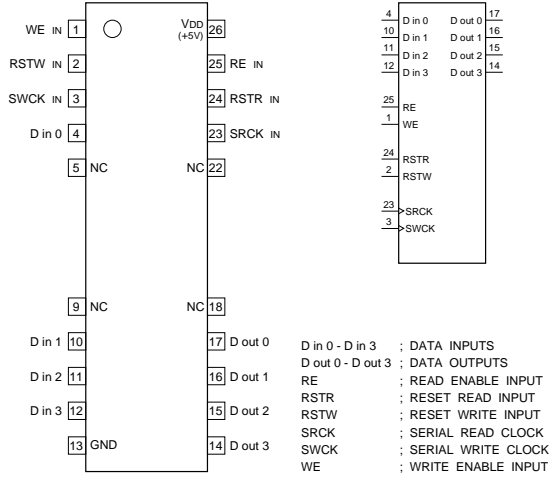 WE IN 1 VDD (+5V) 26
RSTW IN 2 25 RE IN
SWCK IN 3 24 RSTR IN
D in 0 4 23 SRCK IN
5 NC NC 22
9 NC NC 18
D in 1 10 17 D out 0
D in 2 11 16 D out 1
D in 3 12 15 D out 2
13 GND 14 D out 3
4 D in 0 D out 0 17
10 D in 1 D out 1 16
11 D in 2 D out 2 15
12 D in 3 D out 3 14
25 RE
1 WE
24 RSTR
2 RSTW
23 SRCK
3 SWCK
D in 0 - D in 3 ; DATA INPUTS
D out 0 - D out 3 ; DATA OUTPUTS
RE ; READ ENABLE INPUT
RSTR ; RESET READ INPUT
RSTW ; RESET WRITE INPUT
SRCK ; SERIAL READ CLOCK
SWCK ; SERIAL WRITE CLOCK
WE ; WRITE ENABLE INPUT